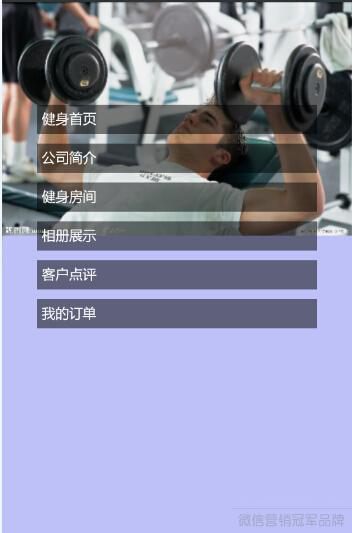 健身首页
公司简介
健身房间
相册展示
客户点评
我的订单
微信营销冠军品牌